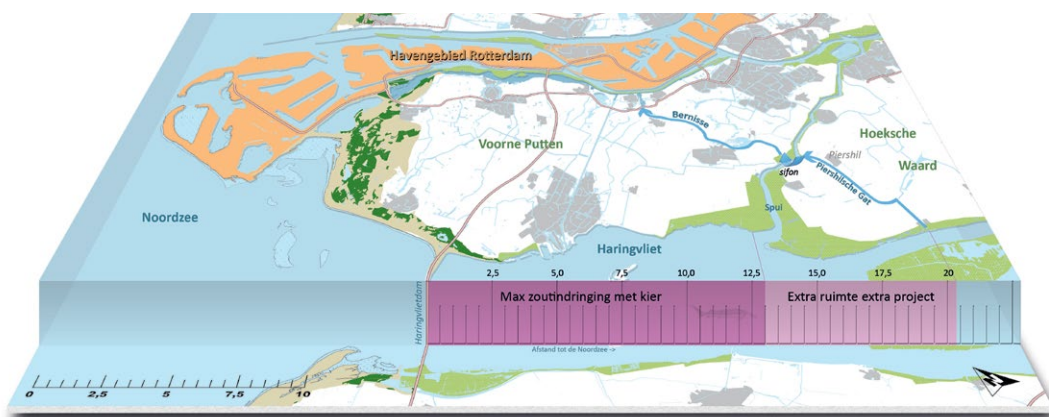 Havengebied Rotterdam
Bernisse
Hoeksche
Voorne Putten
Piershil
Waard
sifon
Piershilsche Gat
Noordzee
Spui
Haringvliet
2,5 5,0 7,5 10,0 12,5 15,0 17,5 20
Haringvlietdam
Max zoutindringing met kier
Extra ruimte extra project
Afstand tot de Noordzee ->
0 2,5 5 7,5 10
N